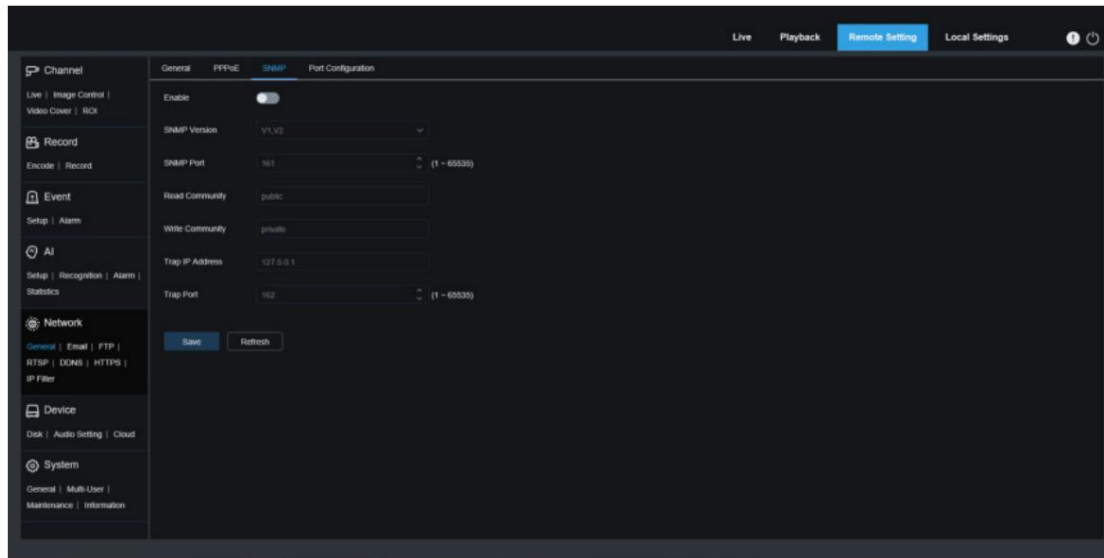 Live Playback Remote Setting Local Settings
Channel
Live | Image Control |
Video Cover | ROI
Record
Encode | Record
Event
Setup | Alarm
AI
Setup | Recognition | Alarm |
Statistics
Network
General | Email | FTP |
RTSP | DDNS | HTTPS |
IP Filter
Device
Disk | Audio Setting | Cloud
System
General | Multi-User |
Maintenance | Information
General PPPoE SNMP Port Configuration
Enable
SNMP Version V1,V2
SNMP Port 161 (1 ~ 65535)
Read Community public
Write Community private
Trap IP Address 127.0.0.1
Trap Port 162 (1 ~ 65535)
Save Refresh